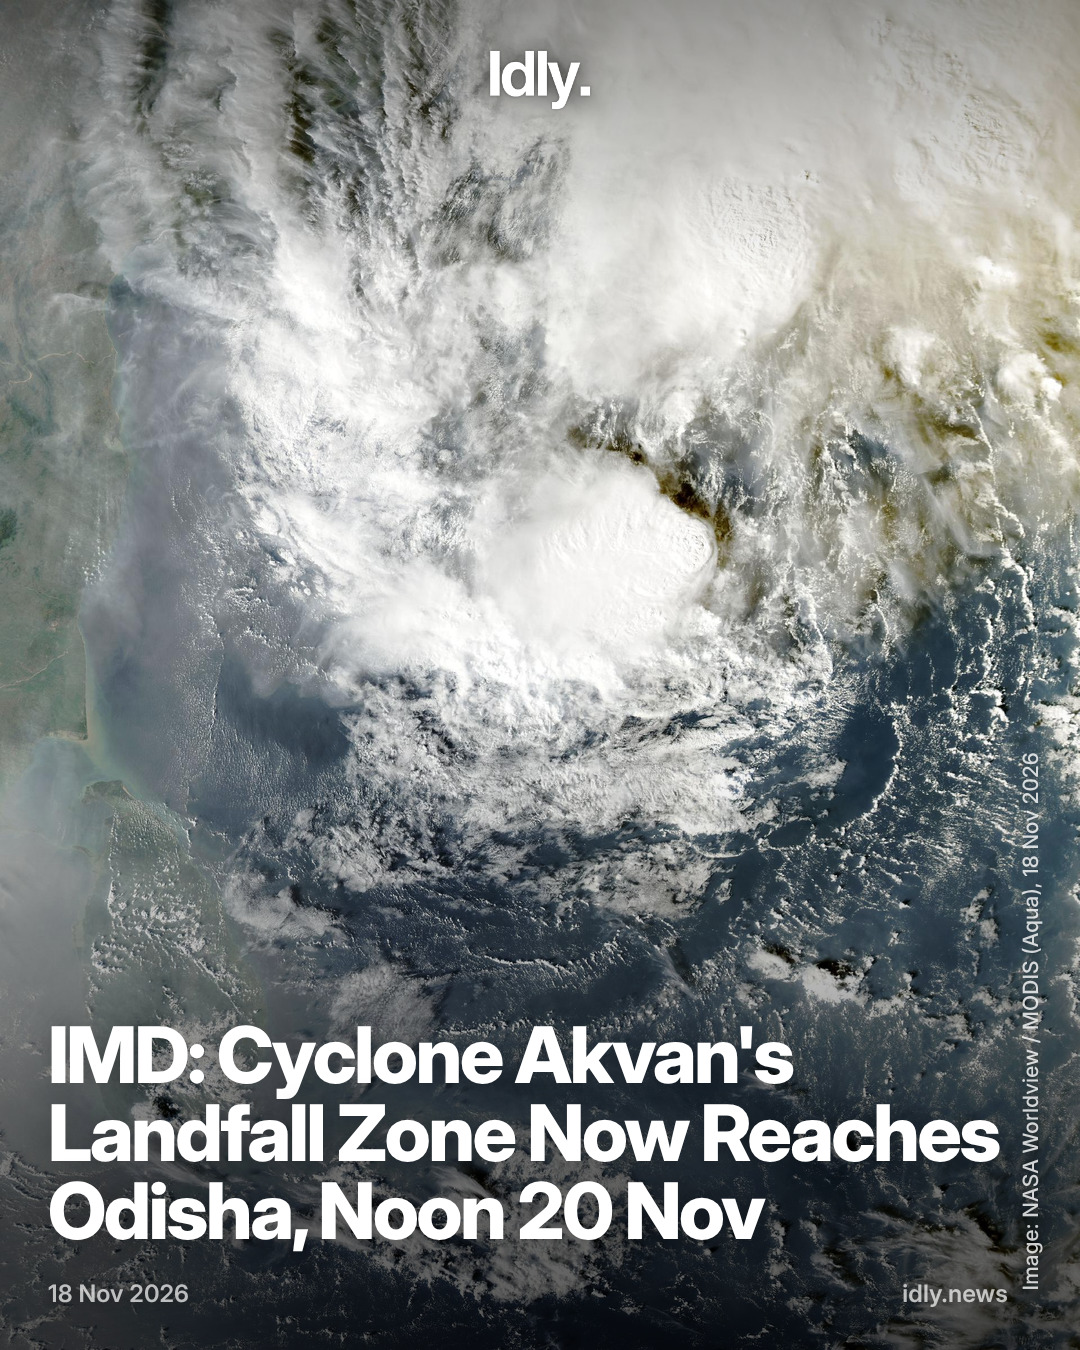 Idly.
IMD: Cyclone Akvan's
Landfall Zone Now Reaches
Odisha, Noon 20 Nov
18 Nov 2026
idly.news
Image: NASA Worldview / MODIS (Aqua), 18 Nov 2026